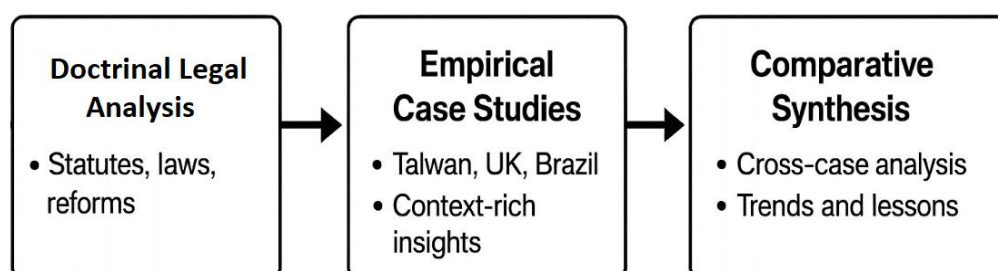 Doctrinal Legal
Analysis
• Statutes, laws,
reforms
Empirical
Case Studies
• Talwan, UK, Brazil
• Context-rich
insights
Comparative
Synthesis
• Cross-case analysis
• Trends and lessons